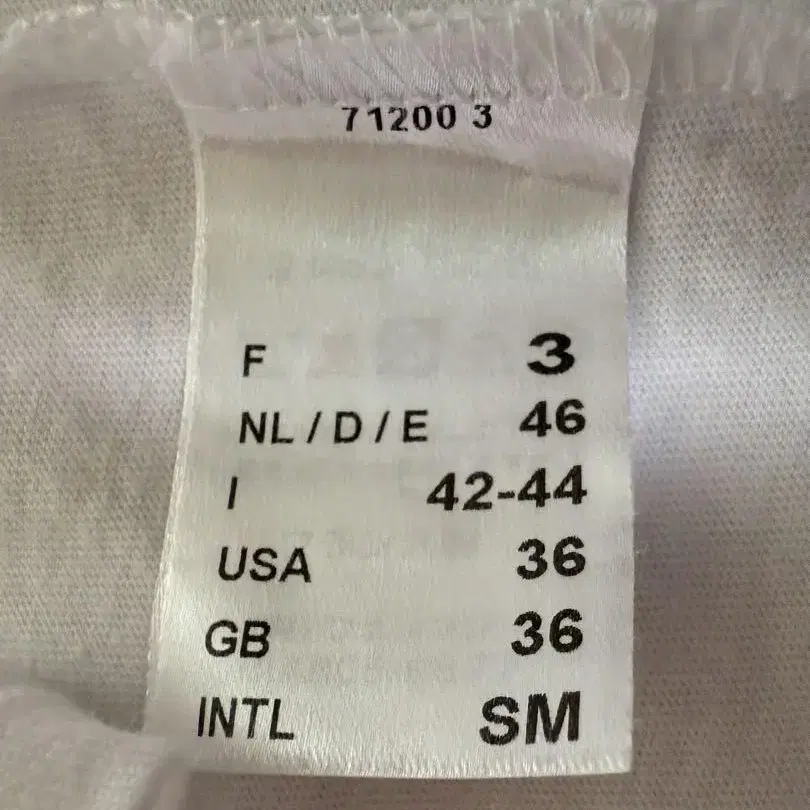 71200 3
F 3
NL / D / E 46
I 42-44
USA 36
GB 36
INTL SM